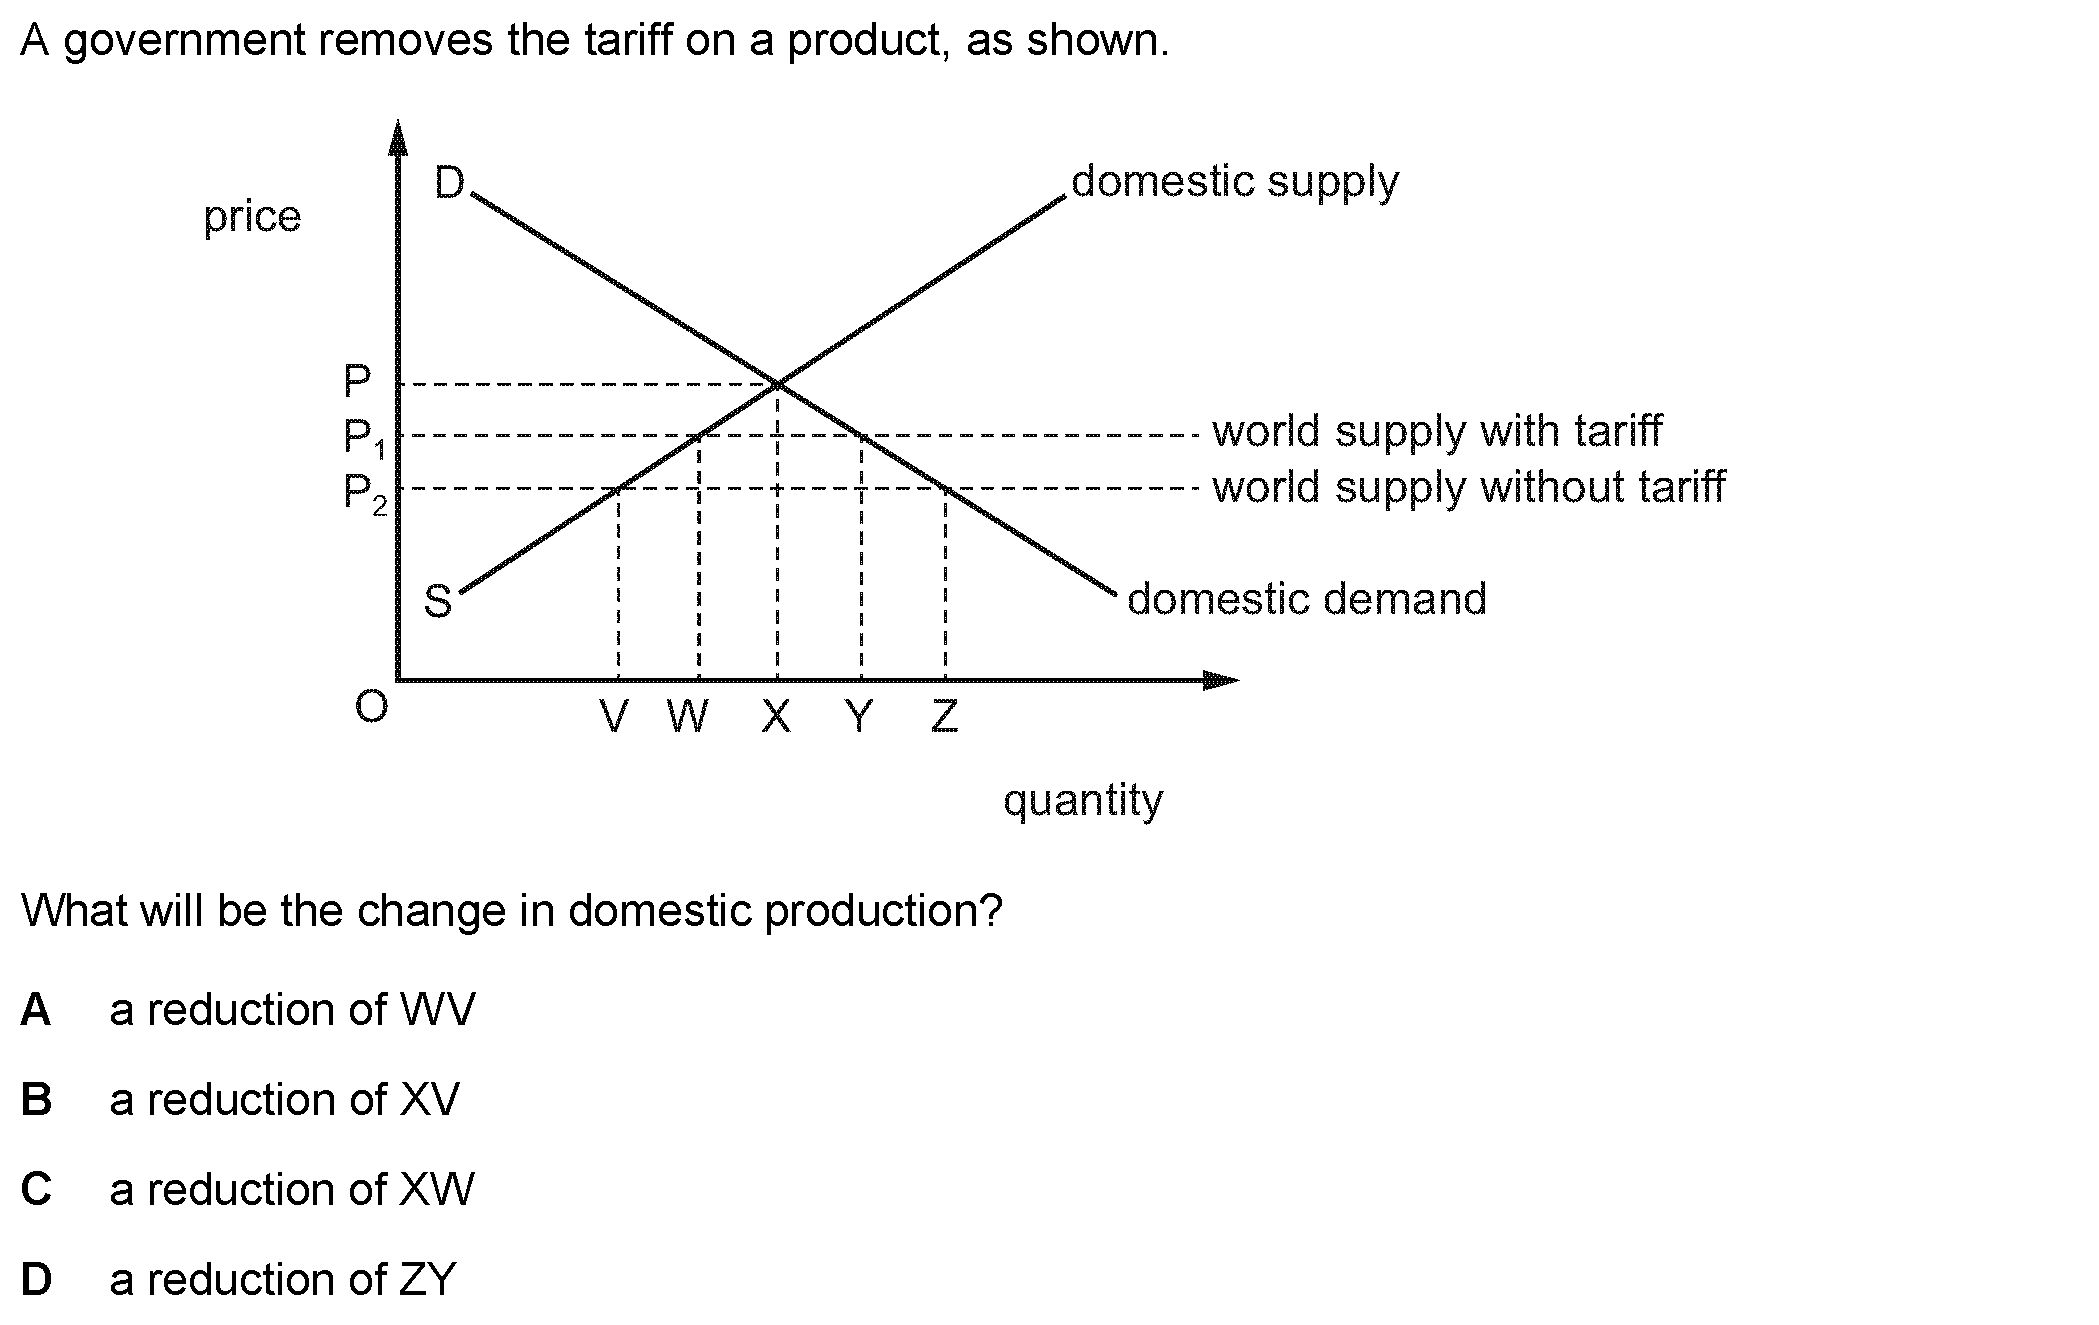 A government removes the tariff on a product, as shown.
D
domestic supply
price
P
P1
world supply with tariff
P2
world supply without tariff
S
domestic demand
O
V W X Y Z
quantity
What will be the change in domestic production?
A a reduction of WV
B a reduction of XV
C a reduction of XW
D a reduction of ZY